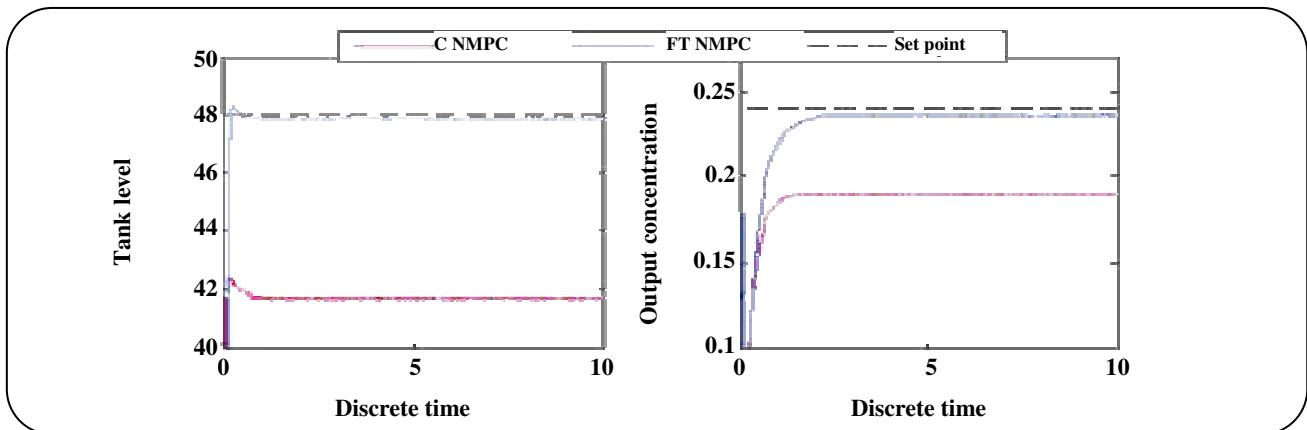 C NMPC FT NMPC Set point
50
48
46
44
42
40
Tank level
0 5 10
Discrete time
0.25
0.2
0.15
0.1
Output concentration
0 5 10
Discrete time